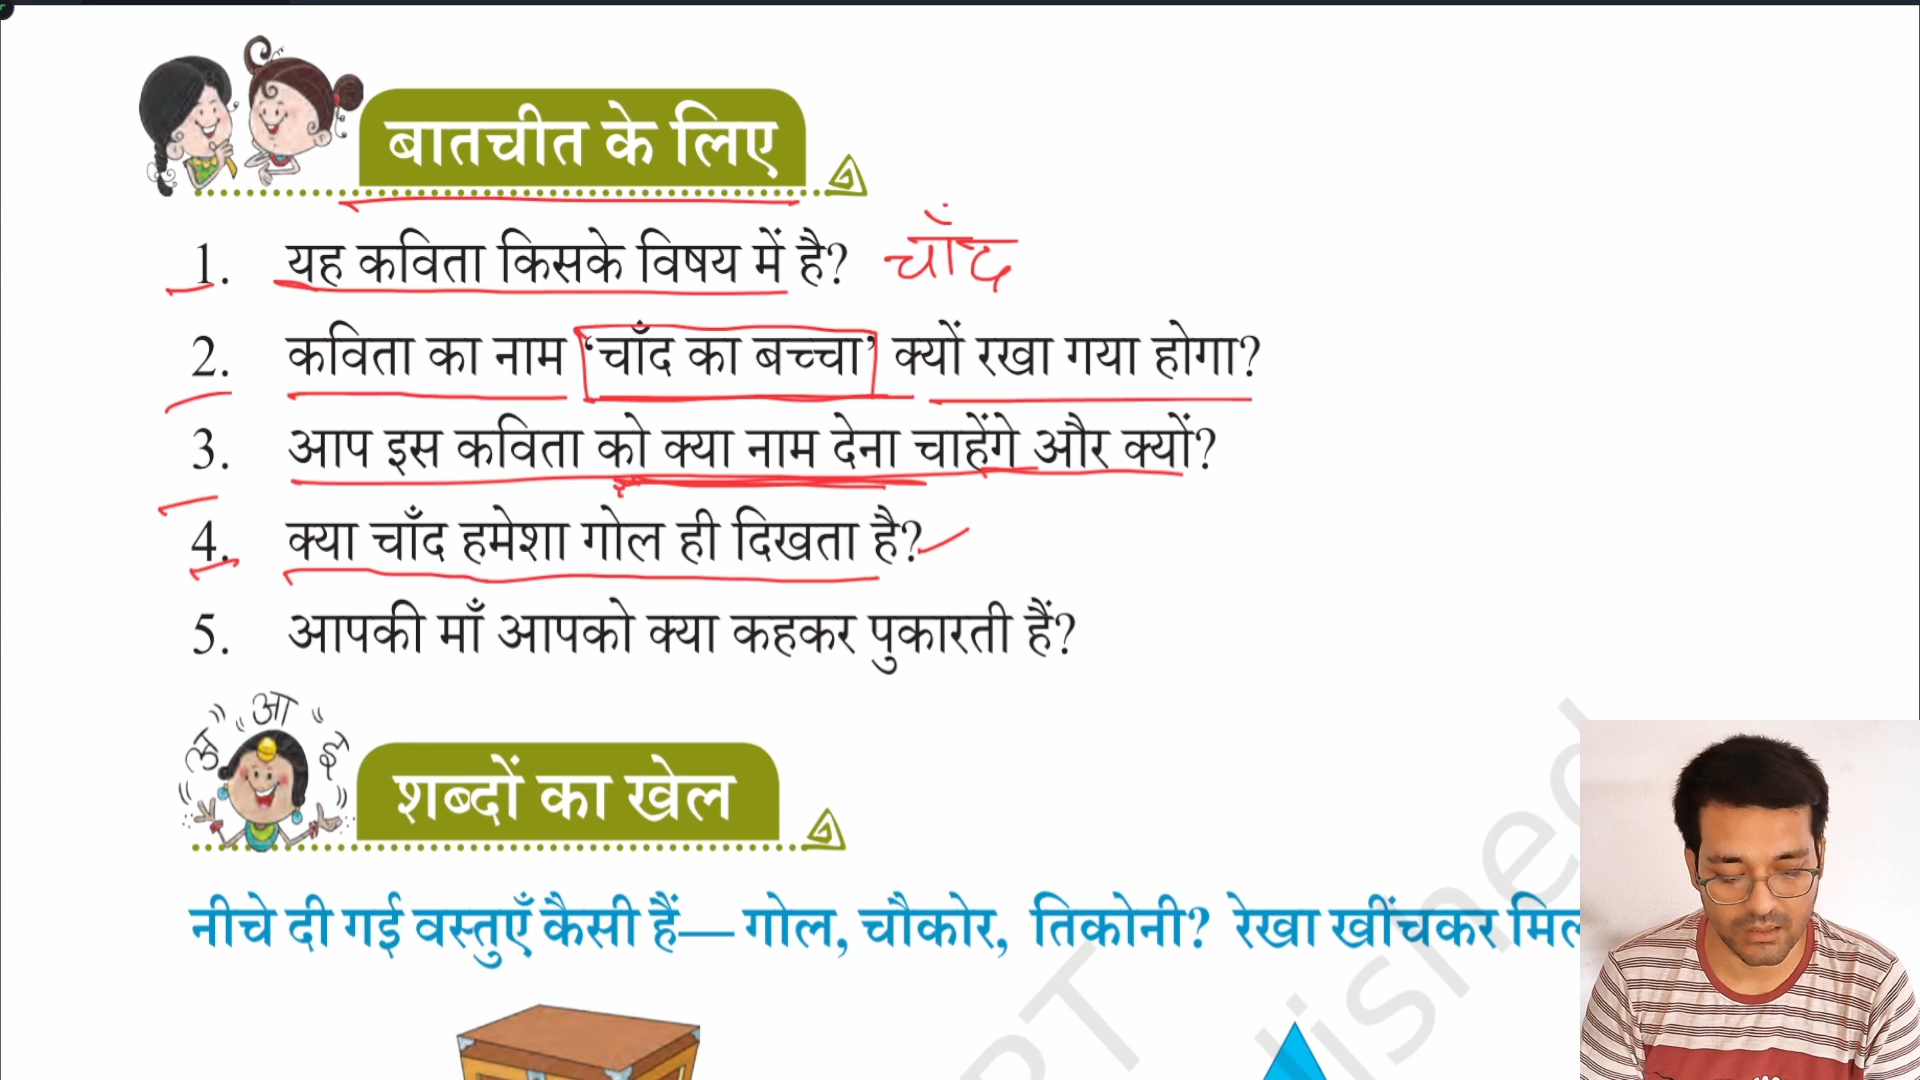 बातचीत के लिए
1. यह कविता किसके विषय में है? चाँद
2. कविता का नाम ‘चाँद का बच्चा’ क्यों रखा गया होगा?
3. आप इस कविता को क्या नाम देना चाहेंगे और क्यों?
4. क्या चाँद हमेशा गोल ही दिखता है?
5. आपकी माँ आपको क्या कहकर पुकारती हैं?
अ आ इ
शब्दों का खेल
नीचे दी गई वस्तुएँ कैसी हैं— गोल, चौकोर, तिकोनी? रेखा खींचकर